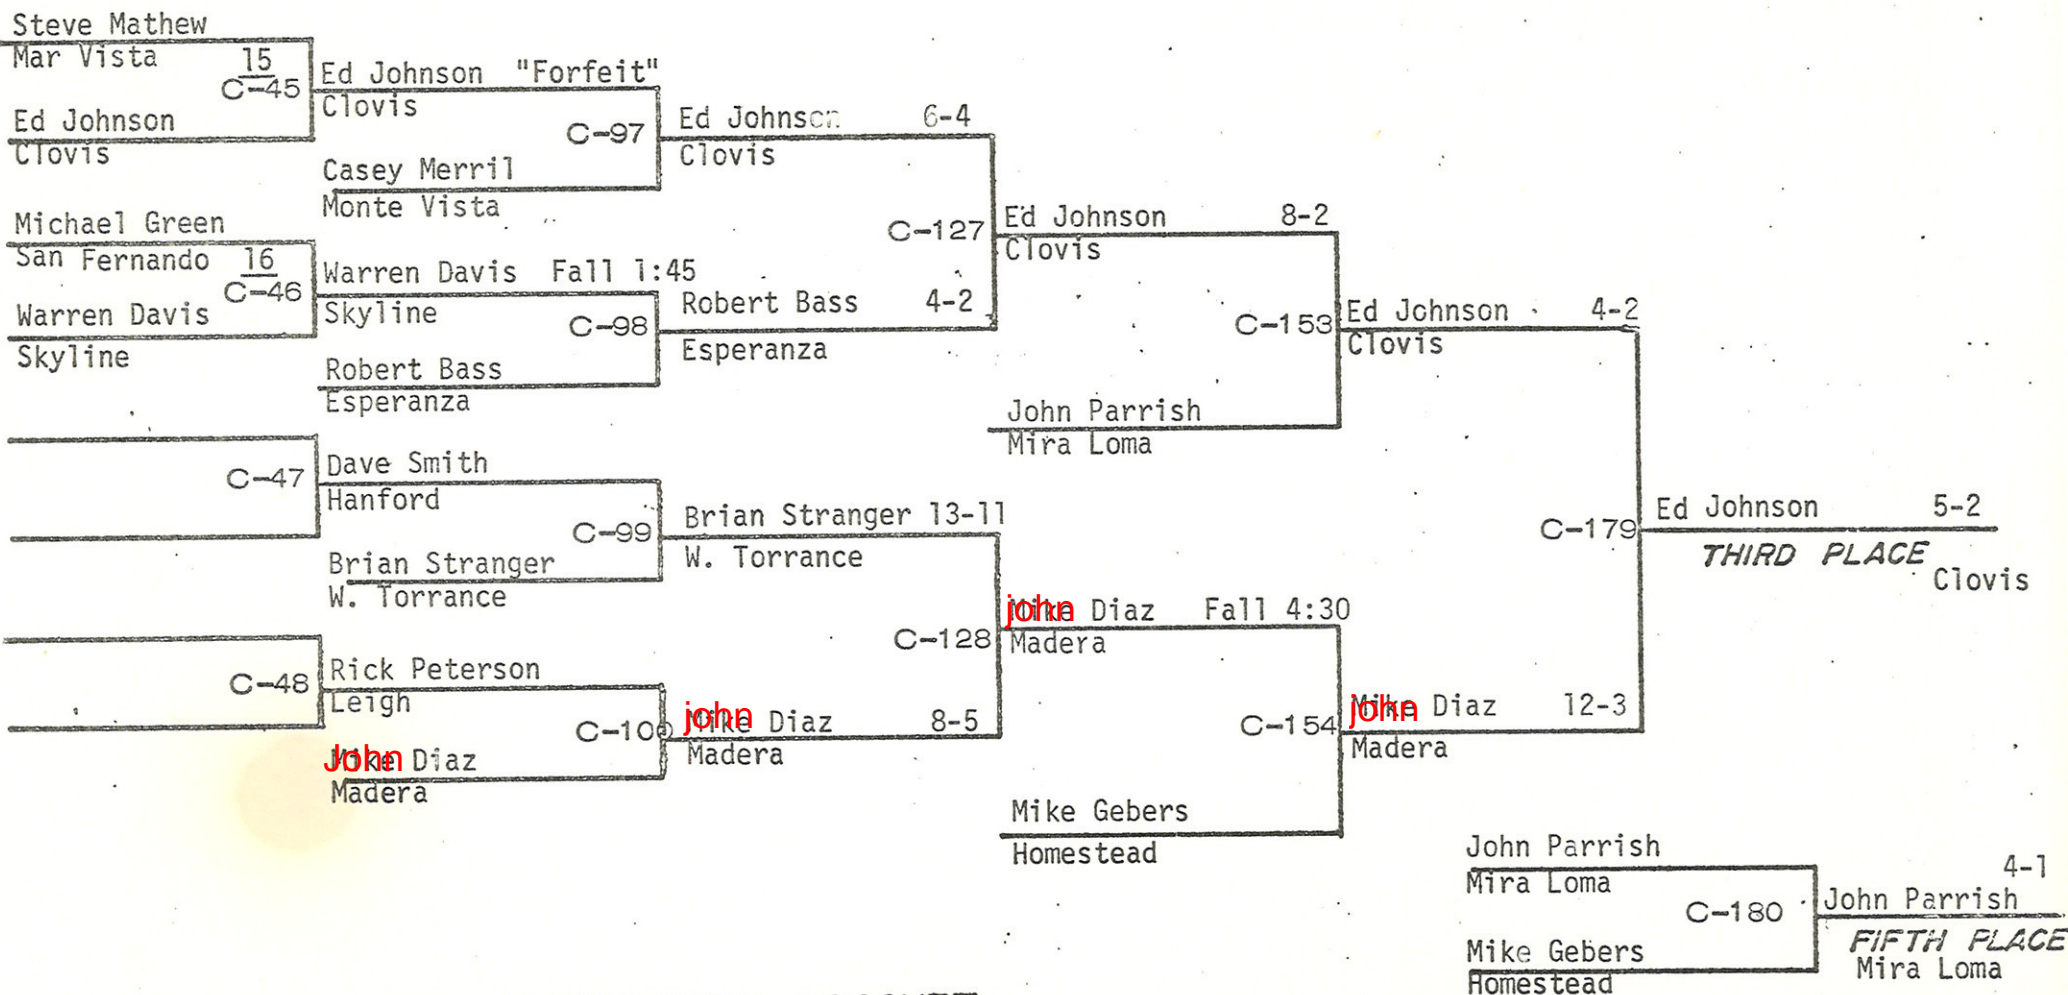 Steve Mathew
Mar Vista
15
C-45
Ed Johnson
Clovis
Ed Johnson "Forfeit"
Clovis
C-97
Casey Merril
Monte Vista
Michael Green
San Fernando
16
C-46
Warren Davis
Skyline
Warren Davis Fall 1:45
Skyline
C-98
Robert Bass
Esperanza
Ed Johnson 6-4
Clovis
C-127
Robert Bass 4-2
Esperanza
Ed Johnson 8-2
Clovis
C-153
John Parrish
Mira Loma
Ed Johnson 4-2
Clovis
C-47
Dave Smith
Hanford
C-99
Brian Stranger
W. Torrance
Brian Stranger 13-11
W. Torrance
C-48
Rick Peterson
Leigh
C-100
John
Mike Diaz
Madera
C-128
john
Mike Diaz 8-5
Madera
john
Mike Diaz Fall 4:30
Madera
C-154
Mike Gebers
Homestead
john
Mike Diaz 12-3
Madera
C-179
Ed Johnson 5-2
THIRD PLACE
Clovis
John Parrish
Mira Loma
C-180
Mike Gebers
Homestead
4-1
John Parrish
FIFTH PLACE
Mira Loma